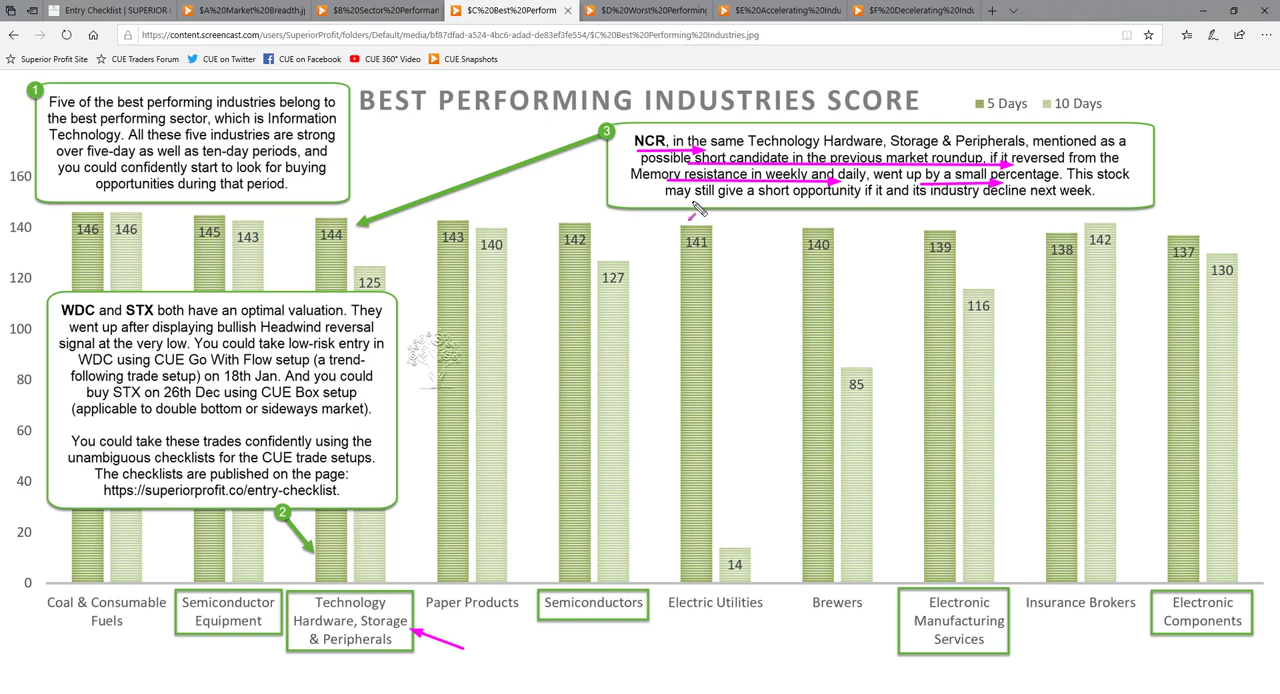 Entry Checklist | SUPERIOR
$A%20Market%20Breadth.j
$B%20Sector%20Performan
$C%20Best%20Perform
$D%20Worst%20Performing
$E%20Accelerating%20Indu
$F%20Decelerating%20Indu
https://content.screencast.com/users/SuperiorProfit/folders/Default/media/bf87dfad-a524-4bc6-adad-de83ef3fe554/$C%20Best%20Performing%20Industries.jpg
Superior Profit Site
CUE Traders Forum
CUE on Twitter
CUE on Facebook
CUE 360° Video
CUE Snapshots
1
Five of the best performing industries belong to
the best performing sector, which is Information
Technology. All these five industries are strong
over five-day as well as ten-day periods, and
you could confidently start to look for buying
opportunities during that period.
BEST PERFORMING INDUSTRIES SCORE
5 Days
10 Days
3
NCR, in the same Technology Hardware, Storage & Peripherals, mentioned as a
possible short candidate in the previous market roundup, if it reversed from the
Memory resistance in weekly and daily, went up by a small percentage. This stock
may still give a short opportunity if it and its industry decline next week.
160
140
120
100
80
60
40
20
0
146
146
145
143
144
125
143
140
142
127
141
14
140
85
139
116
138
142
137
130
WDC and STX both have an optimal valuation. They
went up after displaying bullish Headwind reversal
signal at the very low. You could take low-risk entry in
WDC using CUE Go With Flow setup (a trend-
following trade setup) on 18th Jan. And you could
buy STX on 26th Dec using CUE Box setup
(applicable to double bottom or sideways market).
You could take these trades confidently using the
unambiguous checklists for the CUE trade setups.
The checklists are published on the page:
https://superiorprofit.co/entry-checklist.
2
Coal & Consumable
Fuels
Semiconductor
Equipment
Technology
Hardware, Storage
& Peripherals
Paper Products
Semiconductors
Electric Utilities
Brewers
Electronic
Manufacturing
Services
Insurance Brokers
Electronic
Components